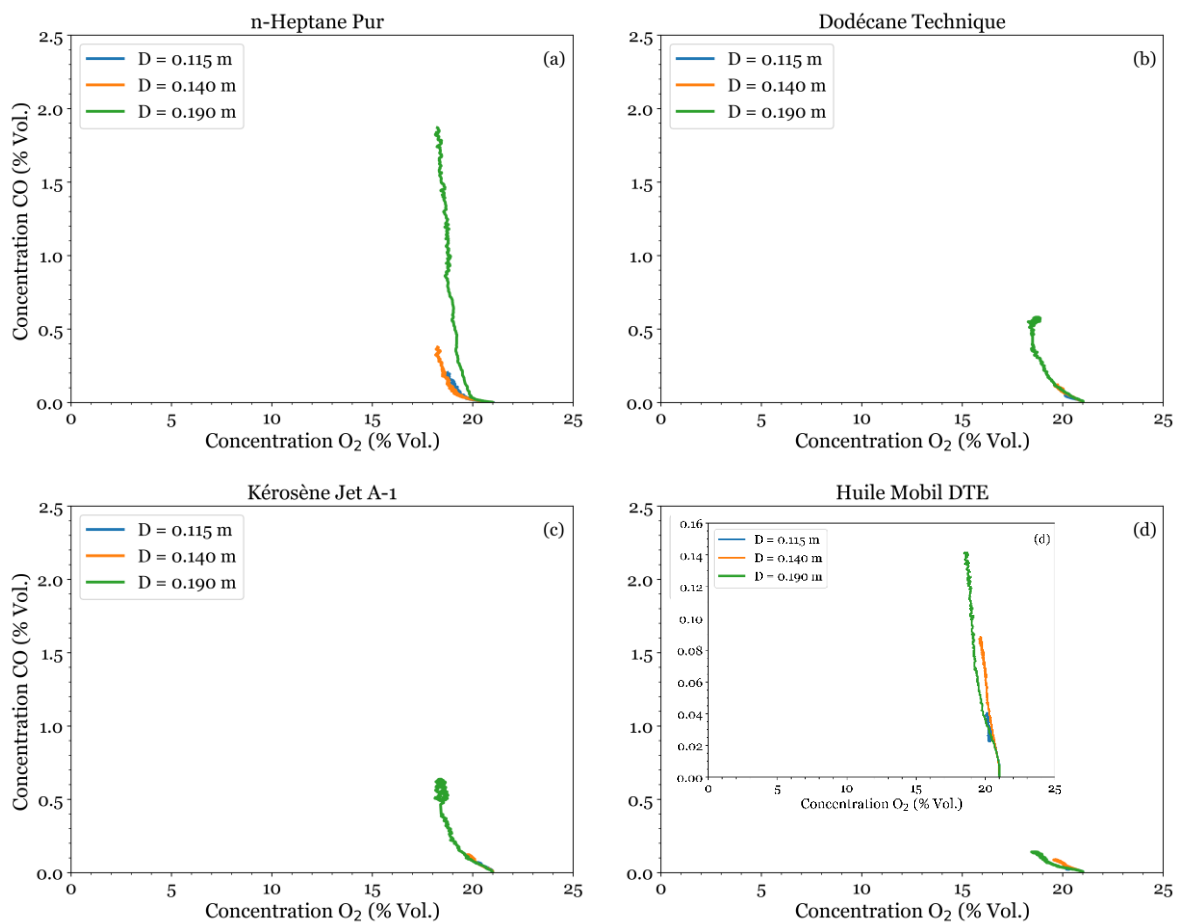 n-Heptane Pur
2.5
2.0
1.5
1.0
0.5
0.0
Concentration CO (% Vol.)
D = 0.115 m
D = 0.140 m
D = 0.190 m
(a)
0 5 10 15 20 25
Concentration O₂ (% Vol.)
Dodécane Technique
2.5
2.0
1.5
1.0
0.5
0.0
D = 0.115 m
D = 0.140 m
D = 0.190 m
(b)
0 5 10 15 20 25
Concentration O₂ (% Vol.)
Kérosène Jet A-1
2.5
2.0
1.5
1.0
0.5
0.0
Concentration CO (% Vol.)
D = 0.115 m
D = 0.140 m
D = 0.190 m
(c)
0 5 10 15 20 25
Concentration O₂ (% Vol.)
Huile Mobil DTE
2.5
2.0
1.5
1.0
0.5
0.0
(d)
0.16
0.14
0.12
0.10
0.08
0.06
0.04
0.02
0.00
D = 0.115 m
D = 0.140 m
D = 0.190 m
(d)
0 5 10 15 20 25
Concentration O₂ (% Vol.)
0 5 10 15 20 25
Concentration O₂ (% Vol.)